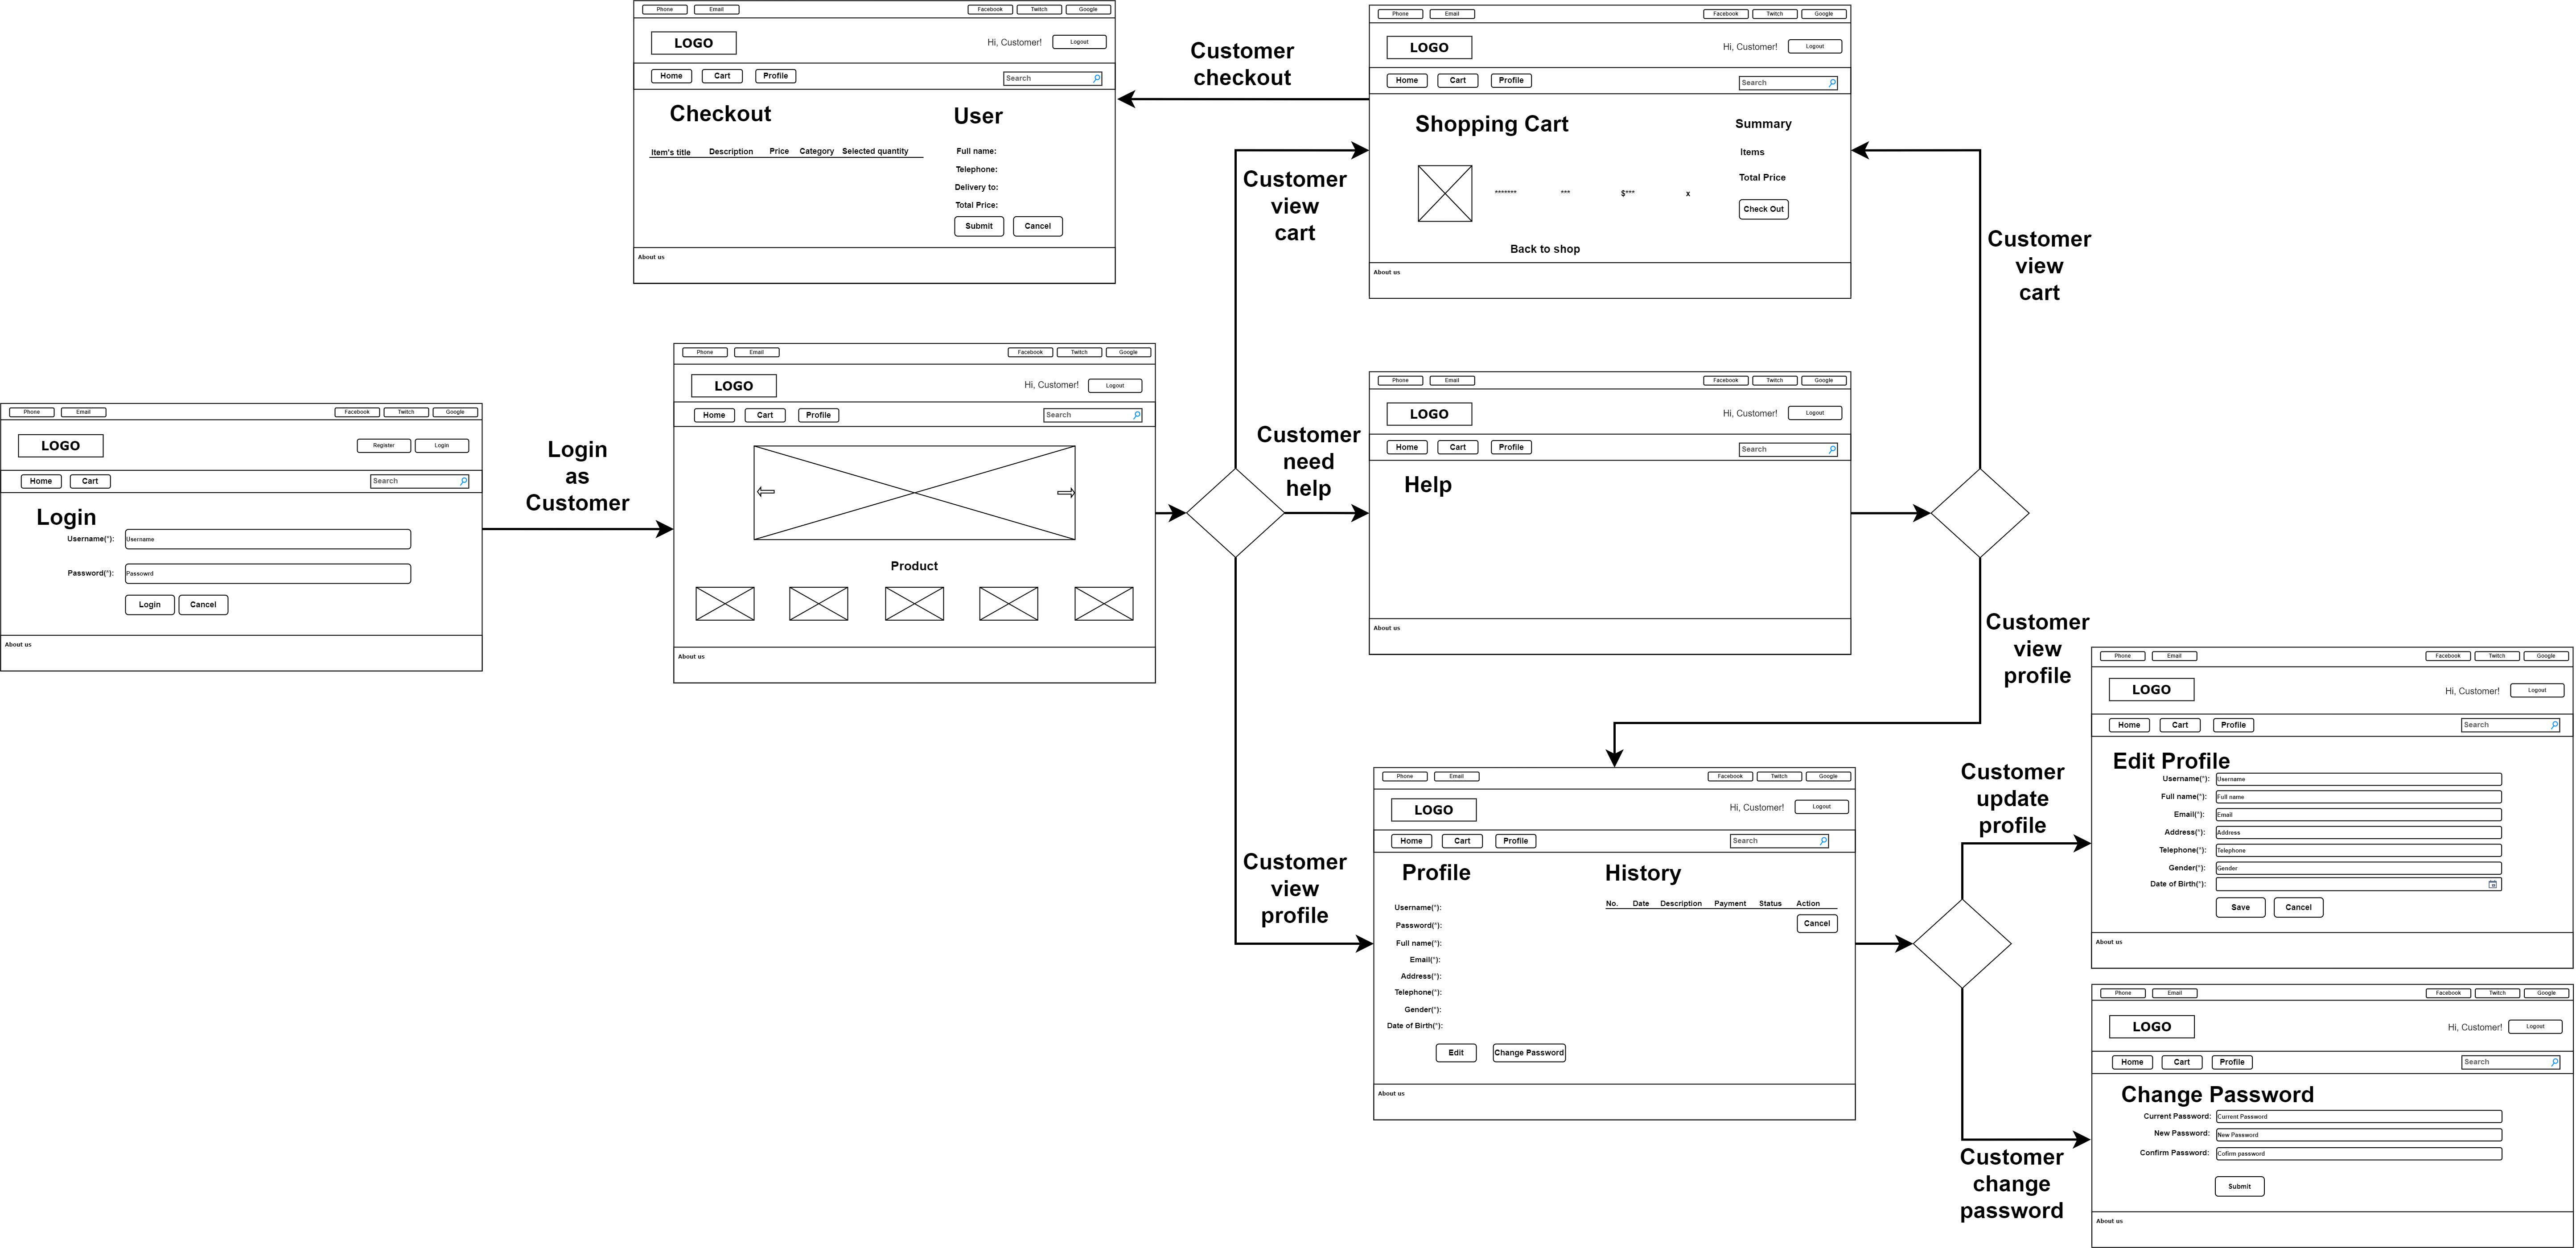 Phone Email Facebook Twitch Google
LOGO Hi, Customer! Logout
Home Cart Profile Search
Checkout User
Item's title Description Price Category Selected quantity
Full name:
Telephone:
Delivery to:
Total Price:
Submit Cancel
About us
Customer
checkout
Phone Email Facebook Twitch Google
LOGO Hi, Customer! Logout
Home Cart Profile Search
Shopping Cart Summary
Items
Total Price
******* *** $*** x
Check Out
Back to shop
About us
Customer
view
cart
Customer
view
cart
Phone Email Facebook Twitch Google
LOGO Register Login
Home Cart Search
Login
Username(*): Username
Password(*): Passowrd
Login Cancel
About us
Login
as
Customer
Phone Email Facebook Twitch Google
LOGO Hi, Customer! Logout
Home Cart Profile Search
Product
About us
Customer
need
help
Phone Email Facebook Twitch Google
LOGO Hi, Customer! Logout
Home Cart Profile Search
Help
About us
Customer
view
profile
Customer
view
profile
Phone Email Facebook Twitch Google
LOGO Hi, Customer! Logout
Home Cart Profile Search
Profile History
No. Date Description Payment Status Action
Cancel
Username(*):
Password(*):
Full name(*):
Email(*):
Address(*):
Telephone(*):
Gender(*):
Date of Birth(*):
Edit Change Password
About us
Customer
update
profile
Phone Email Facebook Twitch Google
LOGO Hi, Customer! Logout
Home Cart Profile Search
Edit Profile
Username(*): Username
Full name(*): Full name
Email(*): Email
Address(*): Address
Telephone(*): Telephone
Gender(*): Gender
Date of Birth(*):
Save Cancel
About us
Customer
change
password
Phone Email Facebook Twitch Google
LOGO Hi, Customer! Logout
Home Cart Profile Search
Change Password
Current Password: Current Password
New Password: New Password
Confirm Password: Cofirm password
Submit
About us